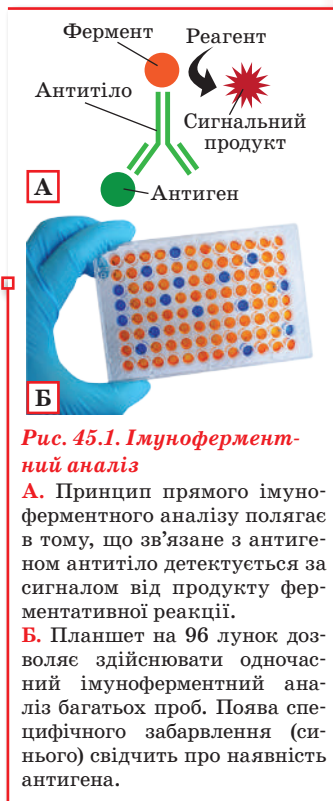 Фермент
Реагент
Антитіло
Сигнальний
продукт
А
Антиген
Б
Рис. 45.1. Імунофермент-
ний аналіз
А. Принцип прямого імуно-
ферментного аналізу полягає
в тому, що зв’язане з антиге-
ном антитіло детектується за
сигналом від продукту фер-
ментативної реакції.
Б. Планшет на 96 лунок доз-
воляє здійснювати одночас-
ний імуноферментний ана-
ліз багатьох проб. Поява спе-
цифічного забарвлення (си-
нього) свідчить про наявність
антигена.